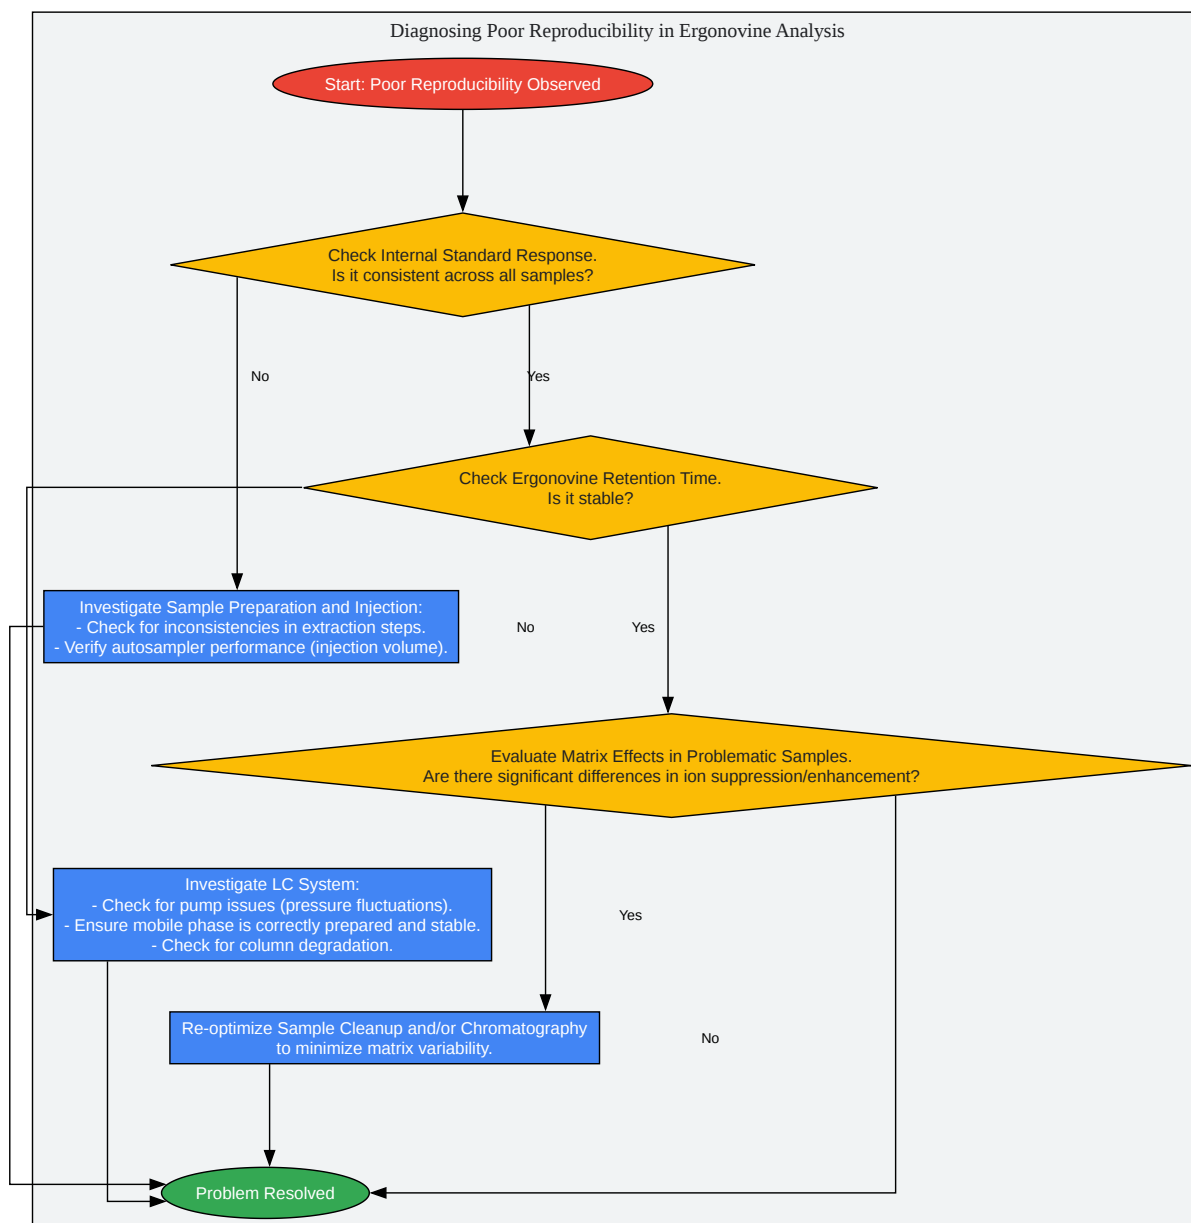 Diagnosing Poor Reproducibility in Ergonovine Analysis
Start: Poor Reproducibility Observed
Check Internal Standard Response.
Is it consistent across all samples?
No
Yes
Check Ergonovine Retention Time.
Is it stable?
Investigate Sample Preparation and Injection:
- Check for inconsistencies in extraction steps.
- Verify autosampler performance (injection volume).
No
Yes
Evaluate Matrix Effects in Problematic Samples.
Are there significant differences in ion suppression/enhancement?
Investigate LC System:
- Check for pump issues (pressure fluctuations).
- Ensure mobile phase is correctly prepared and stable.
- Check for column degradation.
Yes
Re-optimize Sample Cleanup and/or Chromatography
to minimize matrix variability.
No
Problem Resolved